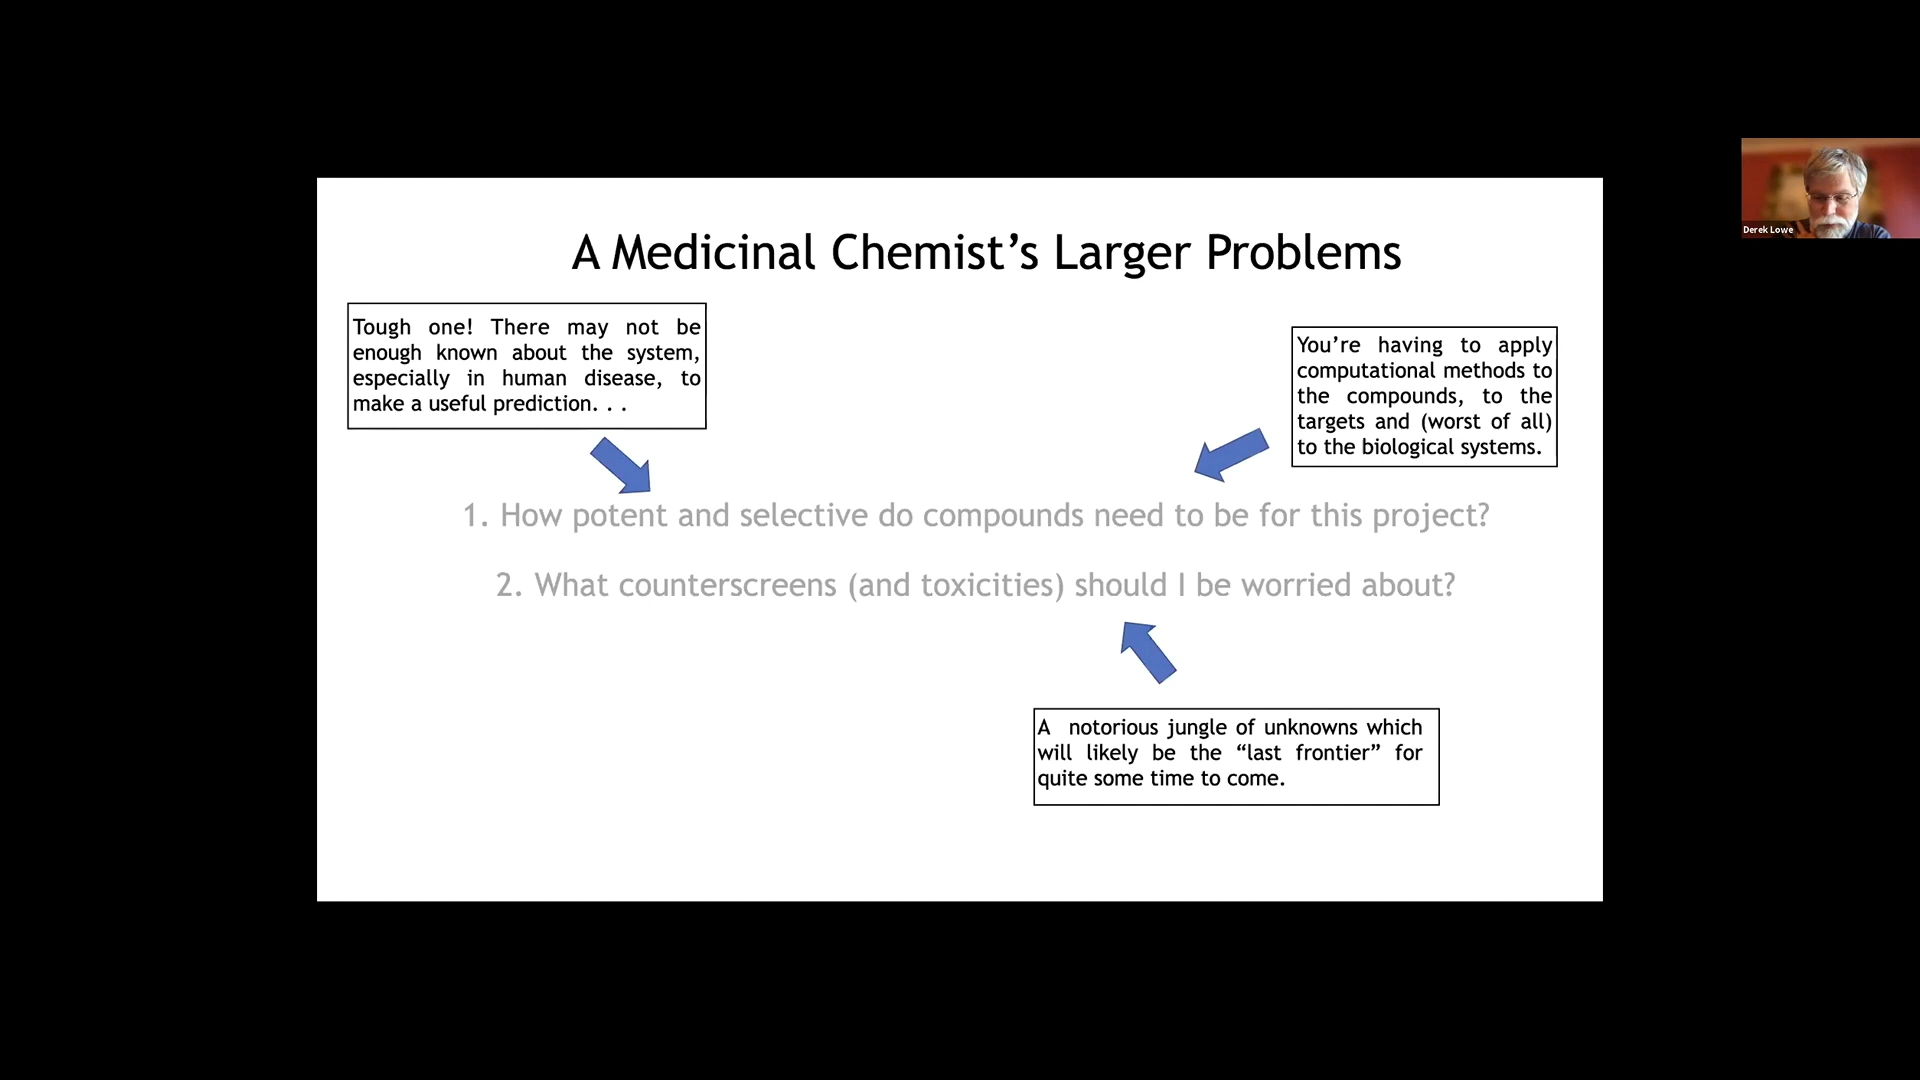 A Medicinal Chemist’s Larger Problems
Tough one! There may not be
enough known about the system,
especially in human disease, to
make a useful prediction. . .
You’re having to apply
computational methods to
the compounds, to the
targets and (worst of all)
to the biological systems.
1. How potent and selective do compounds need to be for this project?
2. What counterscreens (and toxicities) should I be worried about?
A notorious jungle of unknowns which
will likely be the “last frontier” for
quite some time to come.
Derek Lowe